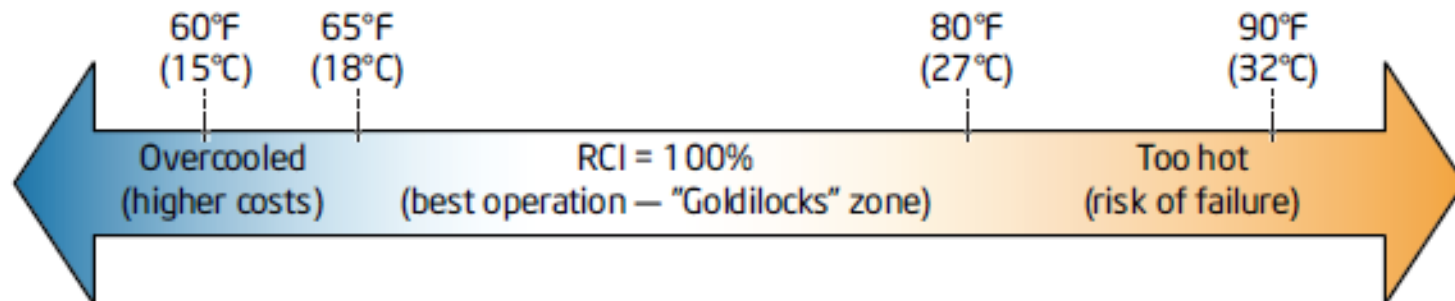 60°F 65°F 80°F 90°F
(15°C) (18°C) (27°C) (32°C)
Overcooled RCI = 100% Too hot
(higher costs) (best operation — "Goldilocks" zone) (risk of failure)